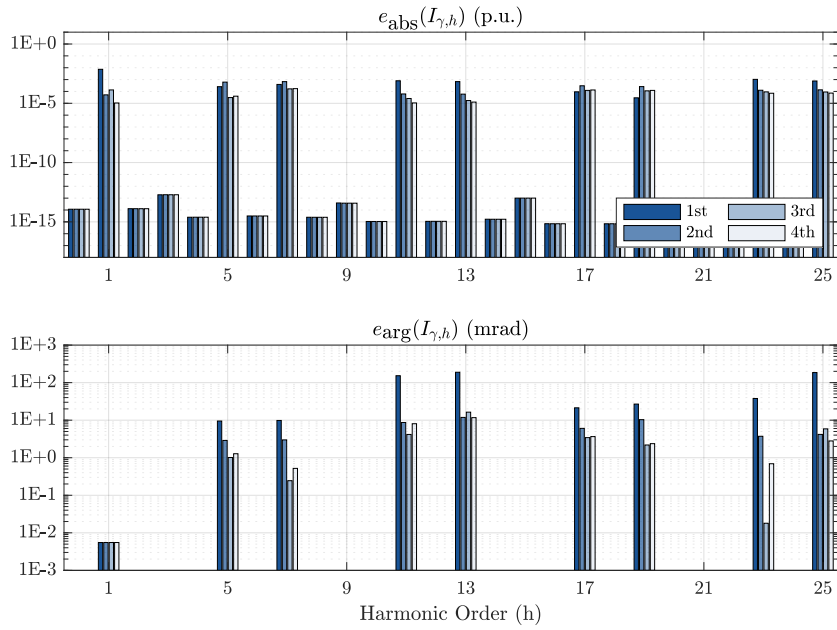 e_abs(I_γ,h) (p.u.)
1E+0
1E-5
1E-10
1E-15
1st 3rd
2nd 4th
1 5 9 13 17 21 25
e_arg(I_γ,h) (mrad)
1E+3
1E+2
1E+1
1E+0
1E-1
1E-2
1E-3
1 5 9 13 17 21 25
Harmonic Order (h)